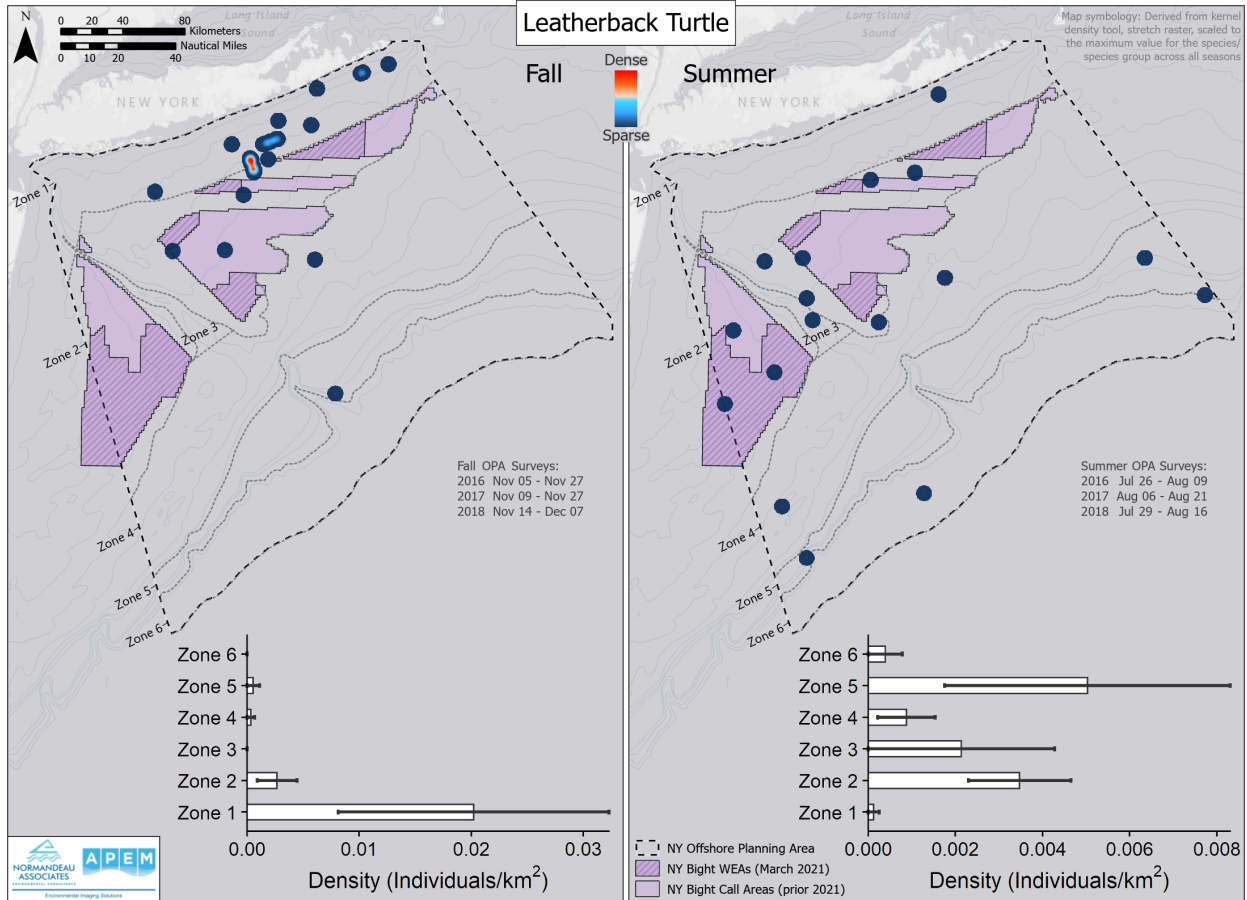 Leatherback Turtle
N
0 20 40 80
Kilometers
Nautical Miles
0 10 20 40
Long Island
Sound
NEW YORK
Fall
Dense
Sparse
Summer
Long Island
Sound
NEW YORK
Map symbology: Derived from kernel
density tool, stretch raster, scaled to
the maximum value for the species/
species group across all seasons
Zone 1
Zone 2
Zone 3
Zone 4
Zone 5
Zone 6
Fall OPA Surveys:
2016 Nov 05 - Nov 27
2017 Nov 09 - Nov 27
2018 Nov 14 - Dec 07
Zone 1
Zone 2
Zone 3
Zone 4
Zone 5
Zone 6
Summer OPA Surveys:
2016 Jul 26 - Aug 09
2017 Aug 06 - Aug 21
2018 Jul 29 - Aug 16
Zone 6
Zone 5
Zone 4
Zone 3
Zone 2
Zone 1
0.00 0.01 0.02 0.03
Density (Individuals/km²)
Zone 6
Zone 5
Zone 4
Zone 3
Zone 2
Zone 1
0.000 0.002 0.004 0.006 0.008
Density (Individuals/km²)
NY Offshore Planning Area
NY Bight WEAs (March 2021)
NY Bight Call Areas (prior 2021)
NORMANDEAU
ASSOCIATES
ENVIRONMENTAL CONSULTANTS
APEM
Environmental Imaging Solutions